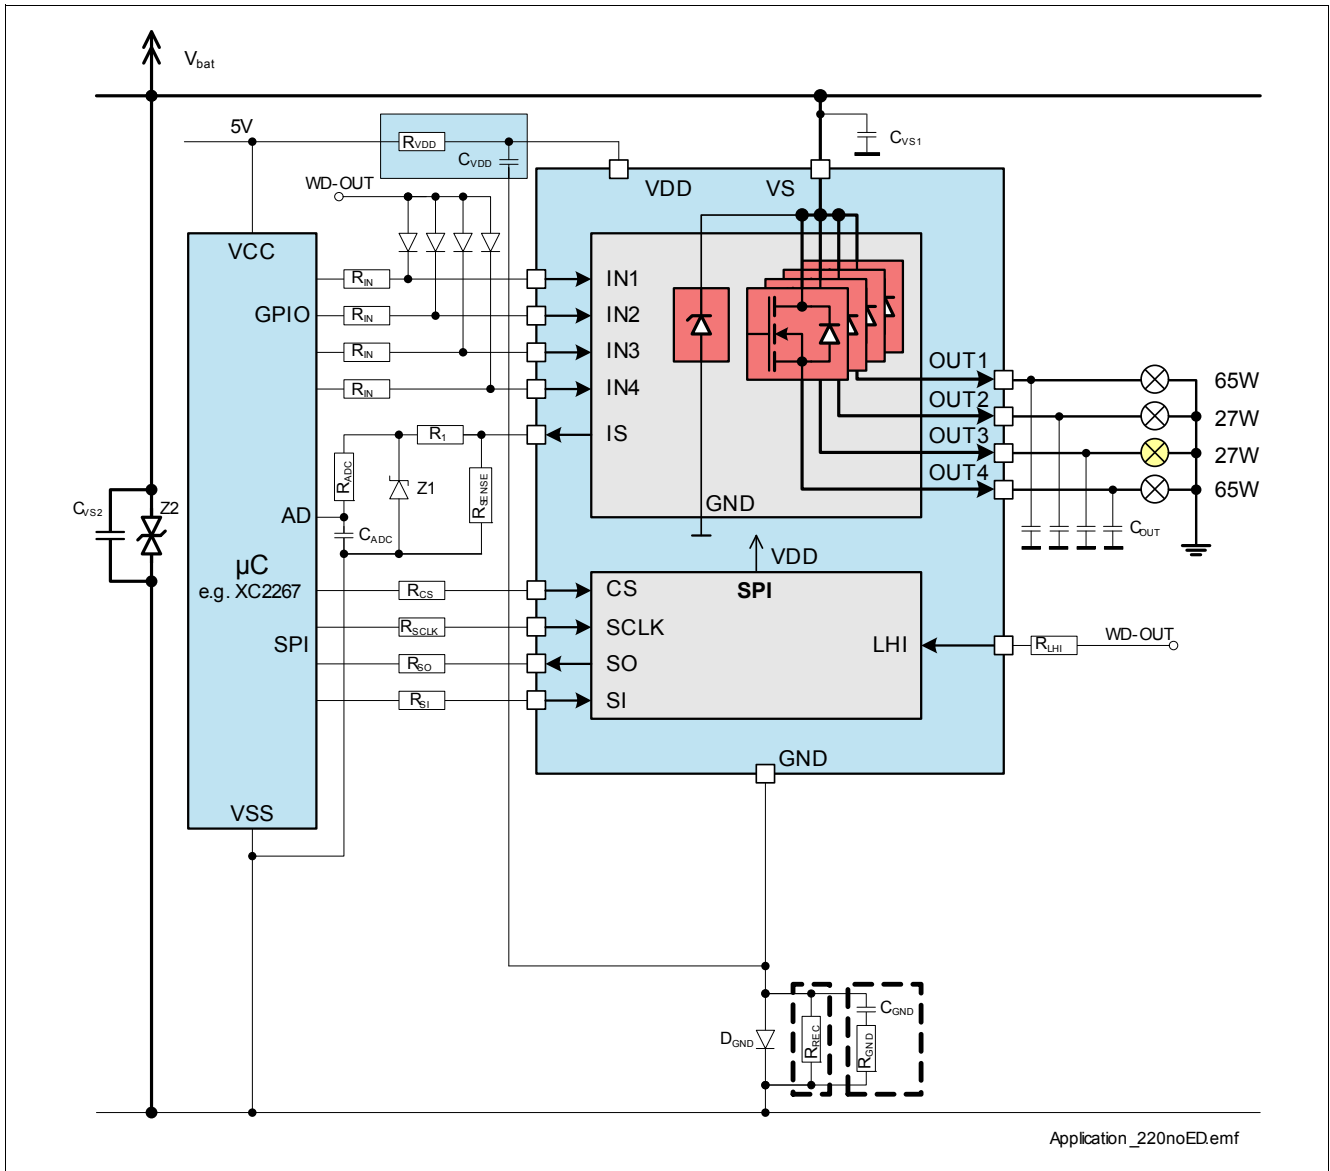 Vbat
5V
RVDD
CVDD
CVS1
WD-OUT
VDD
VS
VCC
RIN
IN1
GPIO
RIN
IN2
RIN
IN3
RIN
IN4
OUT1
65W
OUT2
27W
OUT3
27W
OUT4
65W
R1
IS
RADC
Z1
RSENSE
GND
CVS2
Z2
AD
CADC
COUT
µC
e.g. XC2267
VDD
SPI
RCS
CS
RSCLK
SCLK
SPI
RSO
SO
LHI
RLHI
WD-OUT
RSI
SI
GND
VSS
DGND
RREC
CGND
RGND
Application_220noED.emf